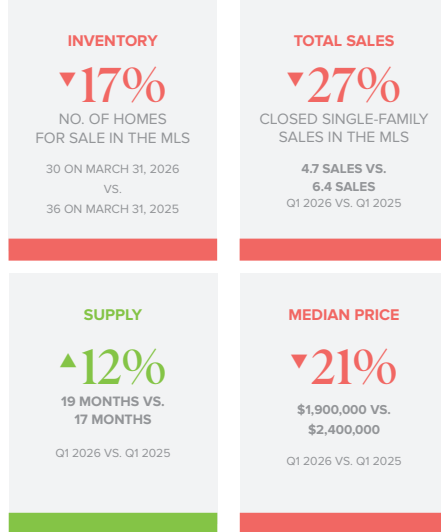 INVENTORY
▼17%
NO. OF HOMES
FOR SALE IN THE MLS
30 ON MARCH 31, 2026
VS.
36 ON MARCH 31, 2025
TOTAL SALES
▼27%
CLOSED SINGLE-FAMILY
SALES IN THE MLS
4.7 SALES VS.
6.4 SALES
Q1 2026 VS. Q1 2025
SUPPLY
▲12%
19 MONTHS VS.
17 MONTHS
Q1 2026 VS. Q1 2025
MEDIAN PRICE
▼21%
$1,900,000 VS.
$2,400,000
Q1 2026 VS. Q1 2025